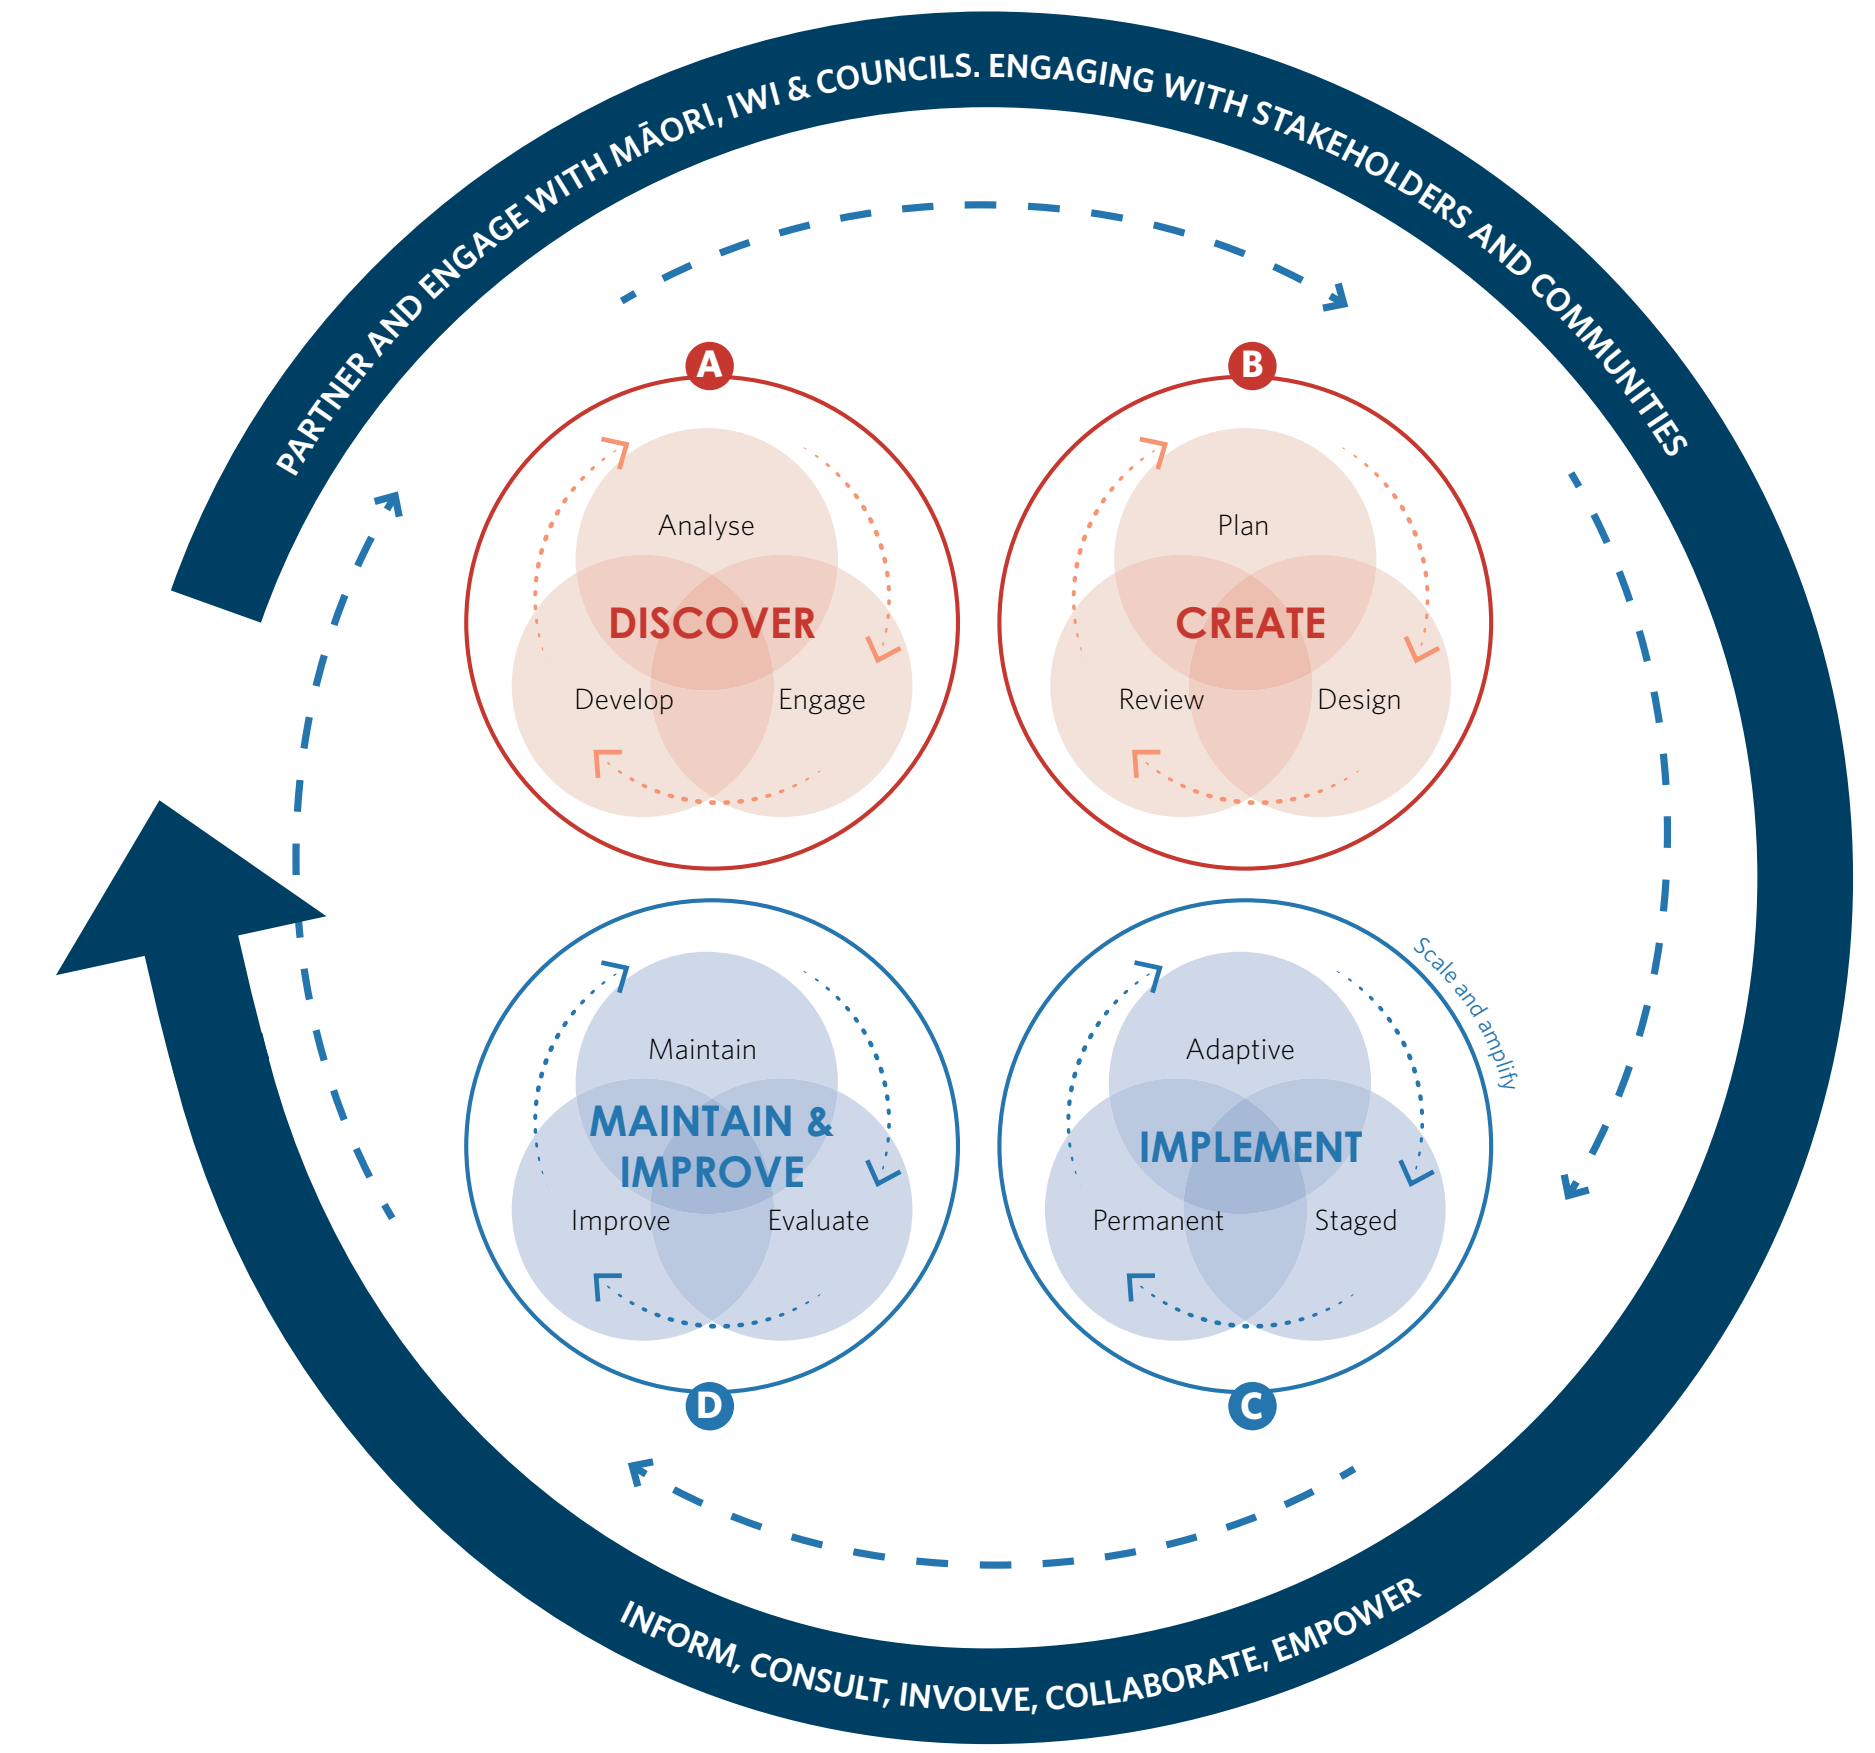 PARTNER AND ENGAGE WITH MĀORI, IWI & COUNCILS. ENGAGING WITH STAKEHOLDERS AND COMMUNITIES
A
Analyse
DISCOVER
Develop
Engage
B
Plan
CREATE
Review
Design
Maintain
MAINTAIN &
IMPROVE
Improve
Evaluate
D
Scale and amplify
Adaptive
IMPLEMENT
Permanent
Staged
C
INFORM, CONSULT, INVOLVE, COLLABORATE, EMPOWER